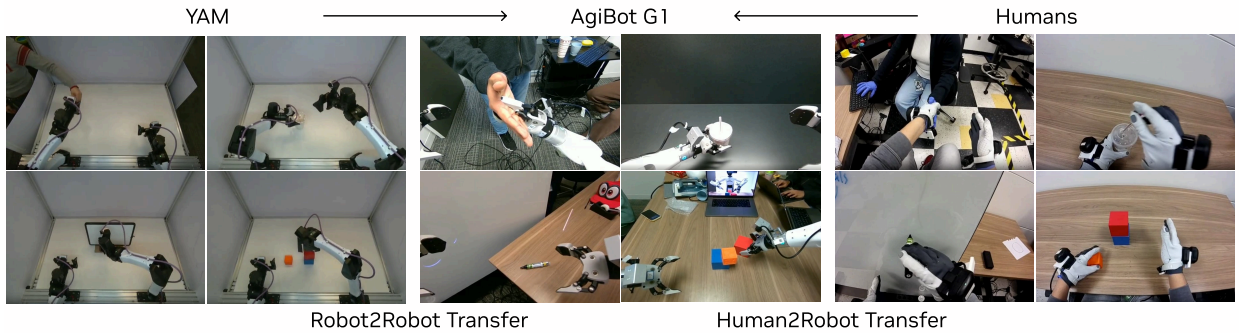 YAM
AgiBot G1
Humans
Robot2Robot Transfer
Human2Robot Transfer